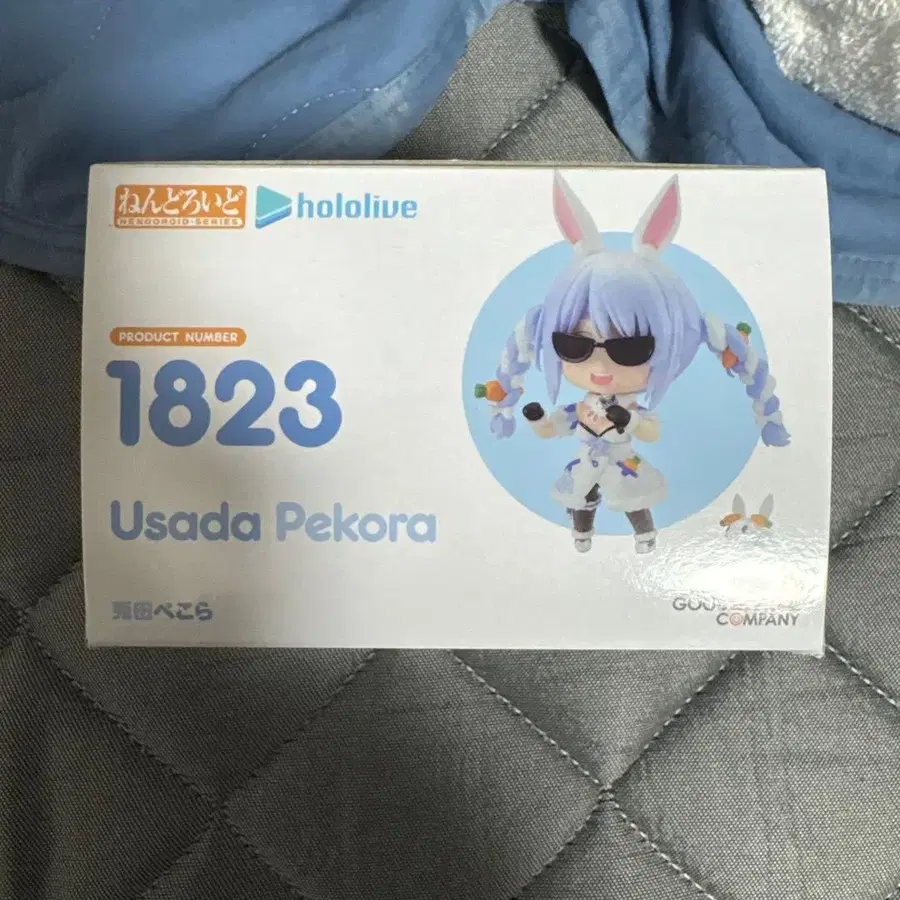 ねんどろいど
NENDOROID-SERIES
hololive
PRODUCT NUMBER
1823
Usada Pekora
兎田ぺこら
COMPANY